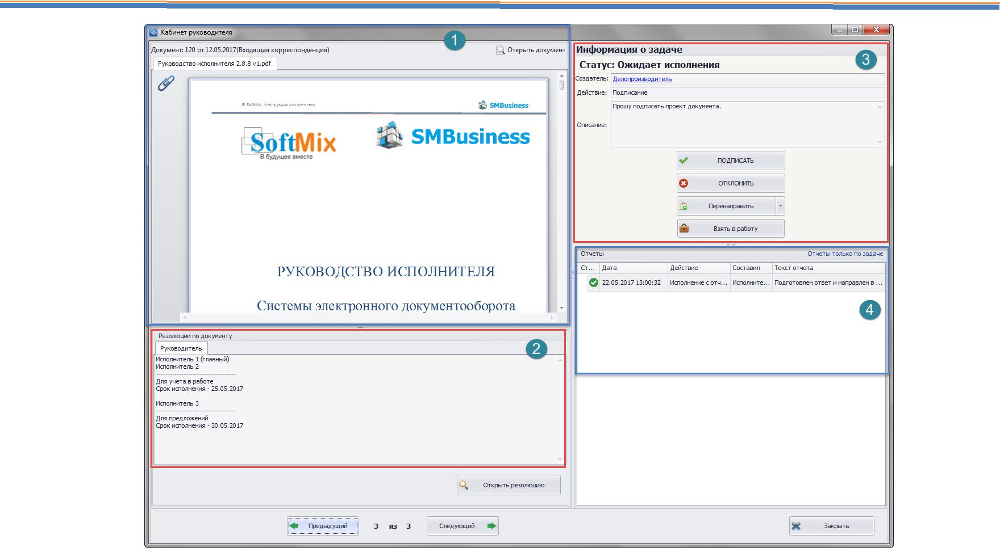 Кабинет руководителя
1
Документ: 120 от 12.05.2017(Входящая корреспонденция)
Открыть документ
Руководство исполнителя 2.8.8 v1.pdf
© SoftMix . Инструкция исполнителя
SMBusiness
SoftMix
В будущее вместе
SMBusiness
РУКОВОДСТВО ИСПОЛНИТЕЛЯ
Системы электронного документооборота
Резолюции по документу
2
Руководитель
Исполнитель 1 (главный)
Исполнитель 2
-----------------------------------
Для учета в работе
Срок исполнения - 25.05.2017
Исполнитель 3
-----------------------------------
Для предложений
Срок исполнения - 30.05.2017
Открыть резолюцию
Информация о задаче
3
Статус: Ожидает исполнения
Создатель: Делопроизводитель
Действие: Подписание
Описание: Прошу подписать проект документа.
ПОДПИСАТЬ
ОТКЛОНИТЬ
Перенаправить
Взять в работу
Отчеты
Отчеты только по задаче
Ст... Дата Действие Составил Текст отчета
22.05.2017 13:00:32 Исполнение с отч... Исполните... Подготовлен ответ и направлен в ...
4
Предыдущий
3 из 3
Следующий
Закрыть